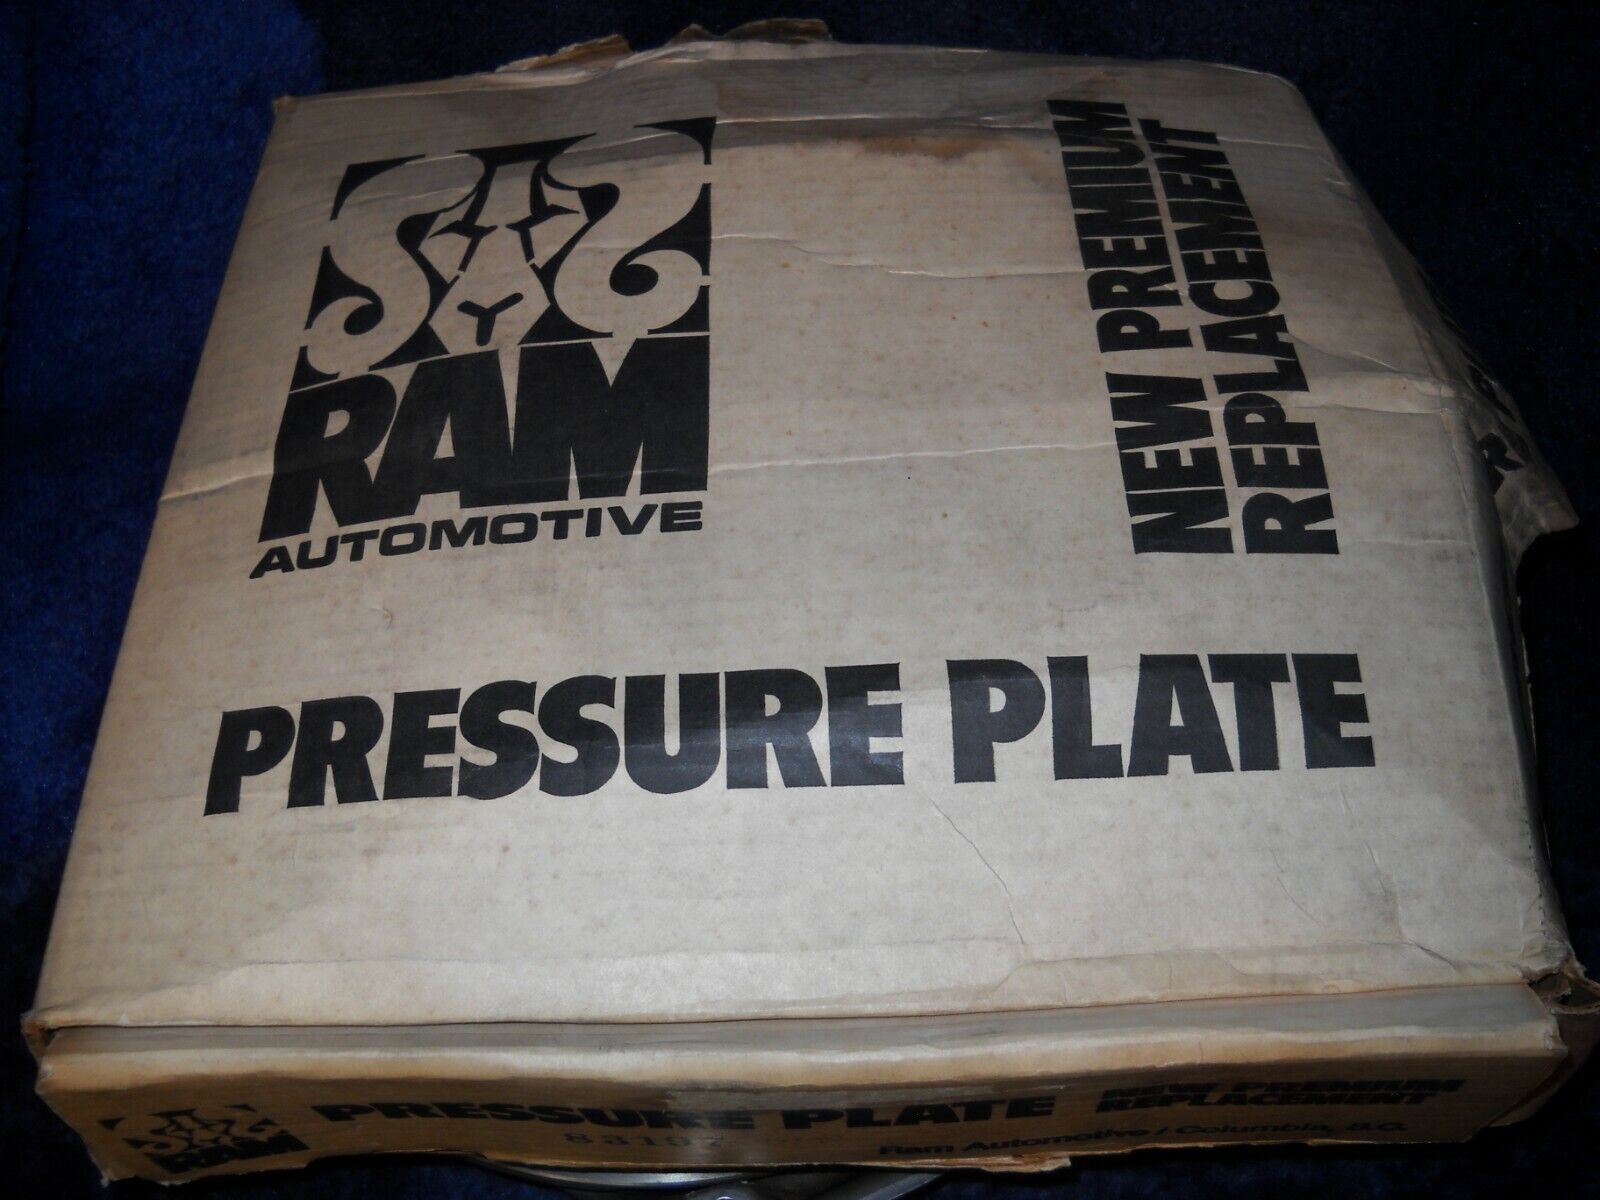 RAM
AUTOMOTIVE
NEW PREMIUM
REPLACEMENT
PRESSURE PLATE
RAM
PRESSURE PLATE
NEW PREMIUM
REPLACEMENT
Ram Automotive / Columbia, S.C.